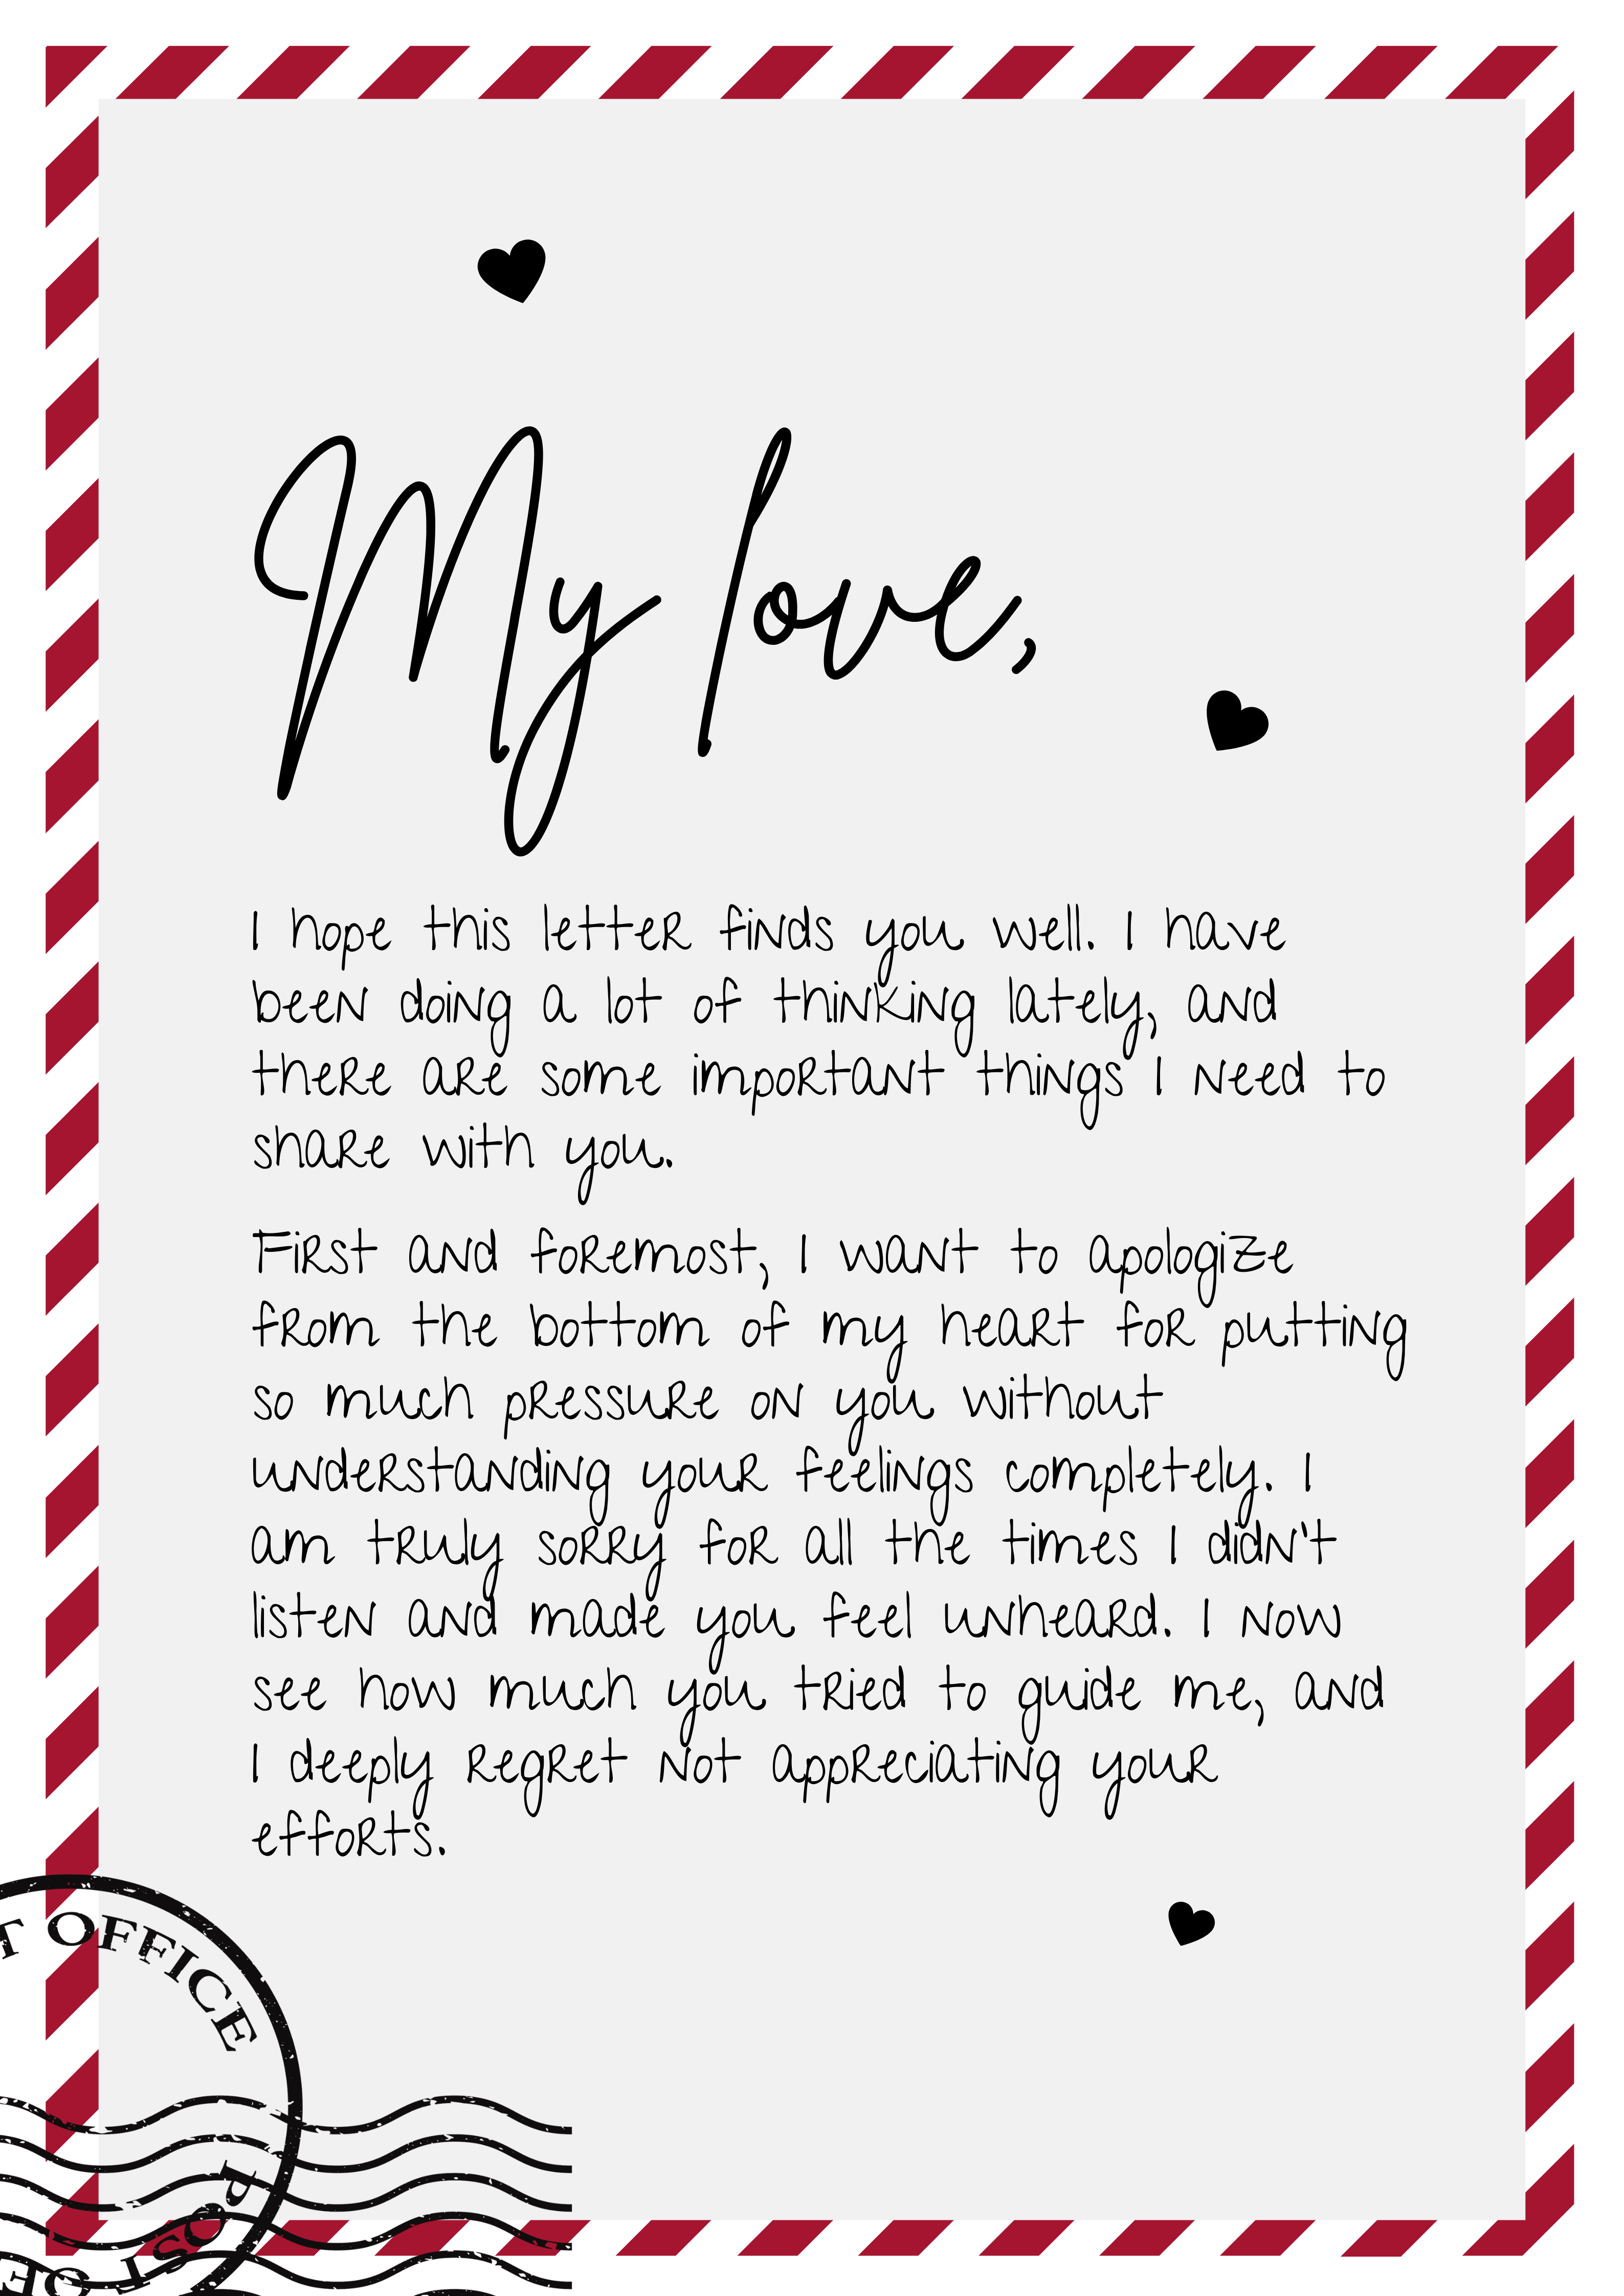 My love,
I hope this letter finds you well. I have
been doing a lot of thinking lately, and
there are some important things I need to
share with you.
First and foremost, I want to apologize
from the bottom of my heart for putting
so much pressure on you without
understanding your feelings completely. I
am truly sorry for all the times I didn't
listen and made you feel unheard. I now
see how much you tried to guide me, and
I deeply regret not appreciating your
efforts.
T OFFICE
POST OF